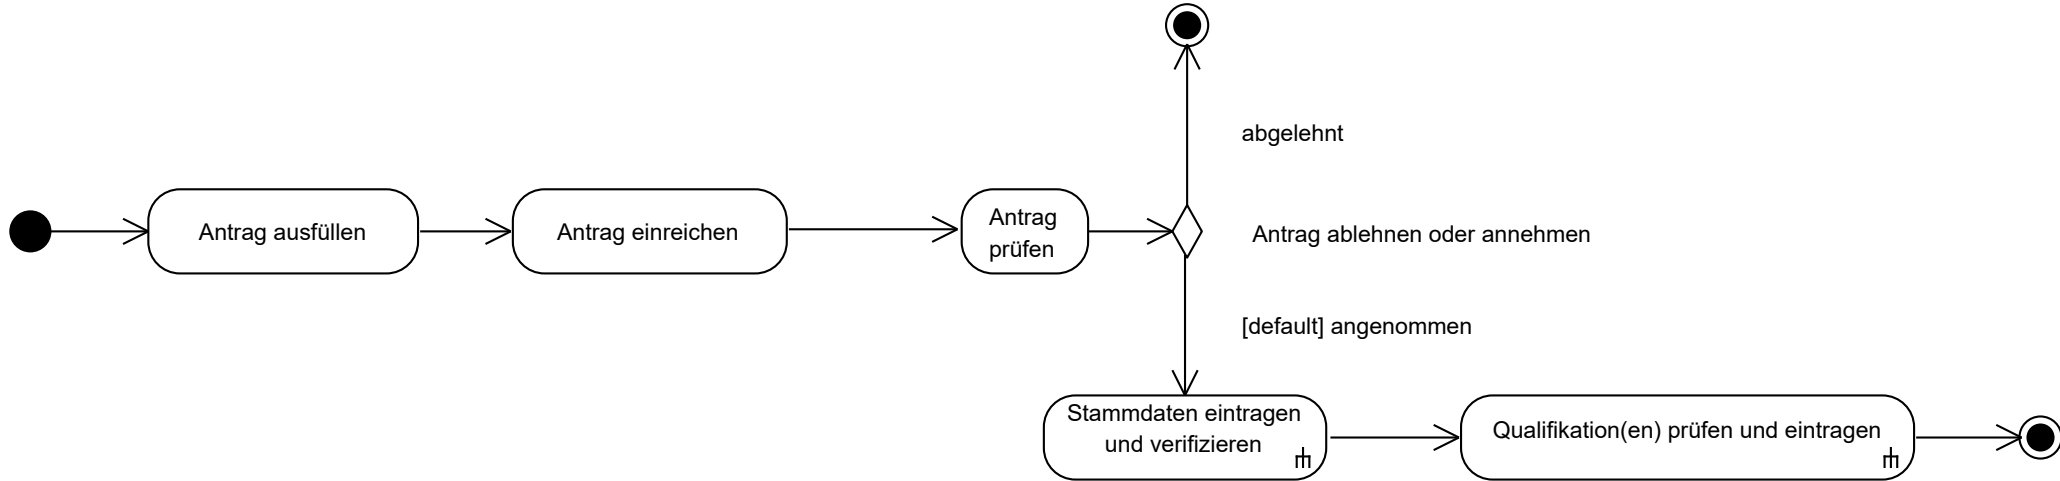 Antrag ausfüllen
Antrag einreichen
Antrag
prüfen
abgelehnt
Antrag ablehnen oder annehmen
[default] angenommen
Stammdaten eintragen
und verifizieren
Qualifikation(en) prüfen und eintragen